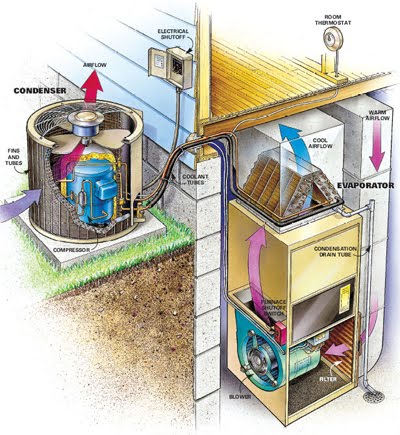 ROOM
THERMOSTAT
ELECTRICAL
SHUTOFF
AIRFLOW
CONDENSER
WARM
AIRFLOW
COOL
AIRFLOW
FINS
AND
TUBES
COOLANT
TUBES
EVAPORATOR
COMPRESSOR
CONDENSATION
DRAIN TUBE
FURNACE
SHUTOFF
SWITCH
FILTER
BLOWER